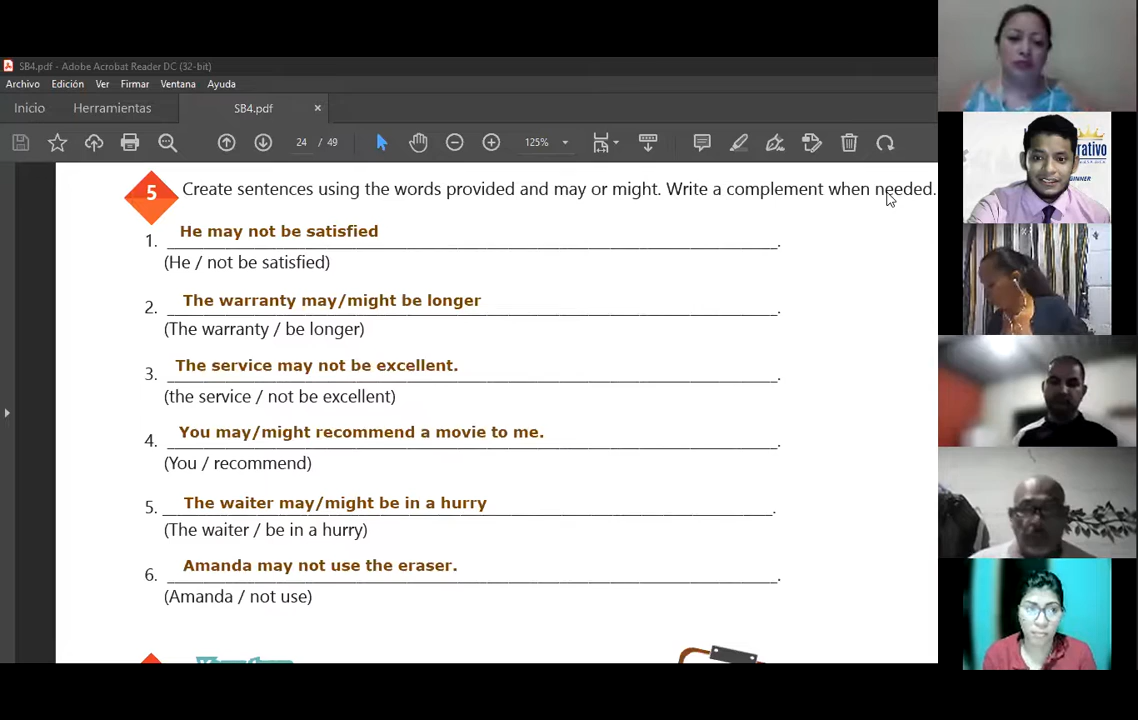 SB4.pdf - Adobe Acrobat Reader DC (32-bit)
Archivo Edición Ver Firmar Ventana Ayuda
Inicio Herramientas SB4.pdf ×
24 / 49 125%
5 Create sentences using the words provided and may or might. Write a complement when needed.
He may not be satisfied
1. .
(He / not be satisfied)
The warranty may/might be longer
2. .
(The warranty / be longer)
The service may not be excellent.
3. .
(the service / not be excellent)
You may/might recommend a movie to me.
4. .
(You / recommend)
The waiter may/might be in a hurry
5. .
(The waiter / be in a hurry)
Amanda may not use the eraser.
6. .
(Amanda / not use)